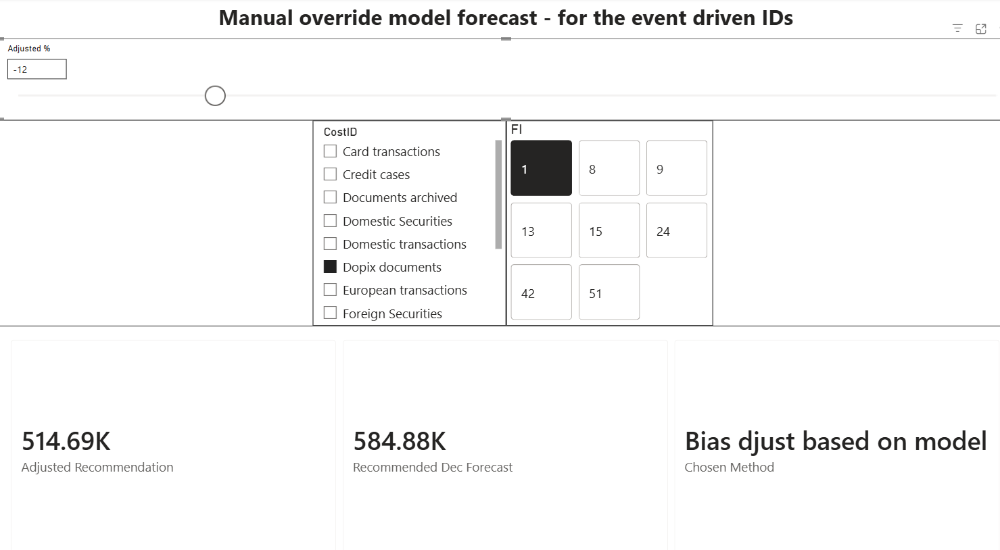 Manual override model forecast - for the event driven IDs
Adjusted %
-12
CostID
Card transactions
Credit cases
Documents archived
Domestic Securities
Domestic transactions
Dopix documents
European transactions
Foreign Securities
FI
1 8 9
13 15 24
42 51
514.69K
Adjusted Recommendation
584.88K
Recommended Dec Forecast
Bias djust based on model
Chosen Method